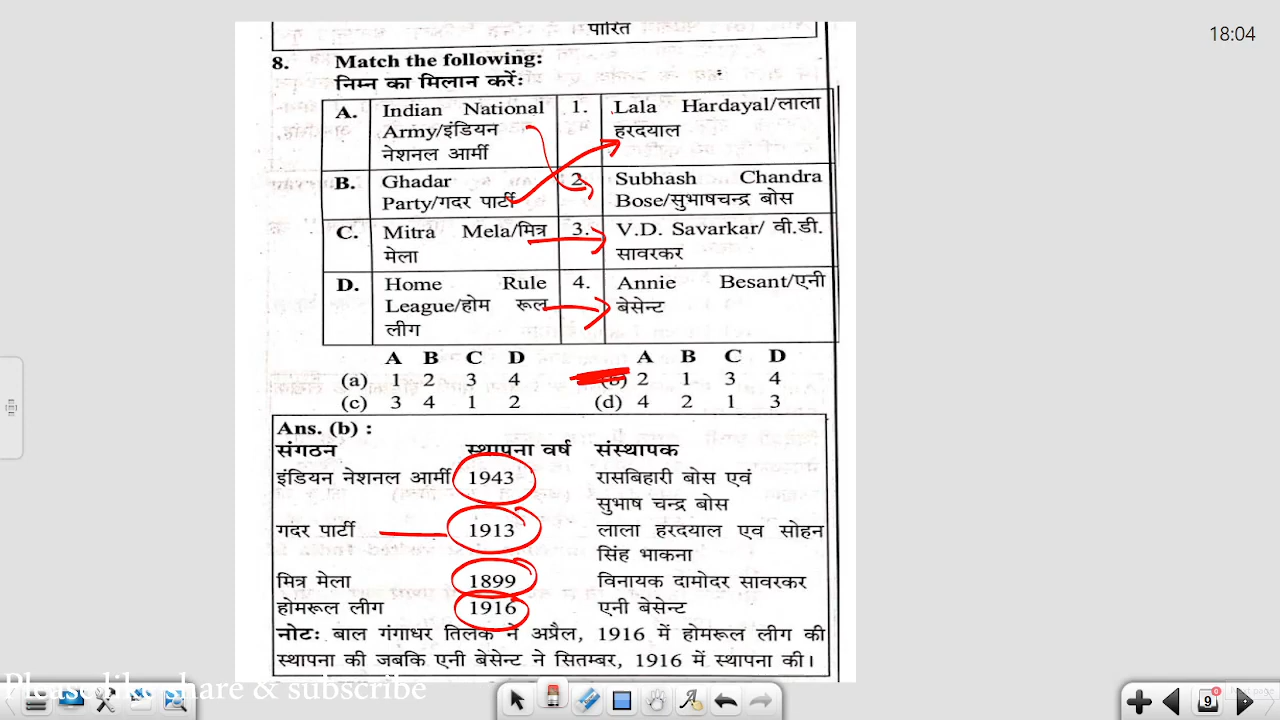 18:04
पारित
8. Match the following:
निम्न का मिलान करें:
A. Indian National 1. Lala Hardayal/लाला
Army/इंडियन हरदयाल
नेशनल आर्मी
B. Ghadar 2. Subhash Chandra
Party/गदर पार्टी Bose/सुभाषचन्द्र बोस
C. Mitra Mela/मित्र 3. V.D. Savarkar/ वी.डी.
मेला सावरकर
D. Home Rule 4. Annie Besant/एनी
League/होम रूल बेसेन्ट
लीग
A B C D A B C D
(a) 1 2 3 4 (b) 2 1 3 4
(c) 3 4 1 2 (d) 4 2 1 3
Ans. (b) :
संगठन स्थापना वर्ष संस्थापक
इंडियन नेशनल आर्मी 1943 रासबिहारी बोस एवं
सुभाष चन्द्र बोस
गदर पार्टी 1913 लाला हरदयाल एव सोहन
सिंह भाकना
मित्र मेला 1899 विनायक दामोदर सावरकर
होमरूल लीग 1916 एनी बेसेन्ट
नोटः बाल गंगाधर तिलक ने अप्रैल, 1916 में होमरूल लीग की
स्थापना की जबकि एनी बेसेन्ट ने सितम्बर, 1916 में स्थापना की।
Please like share & subscribe
9